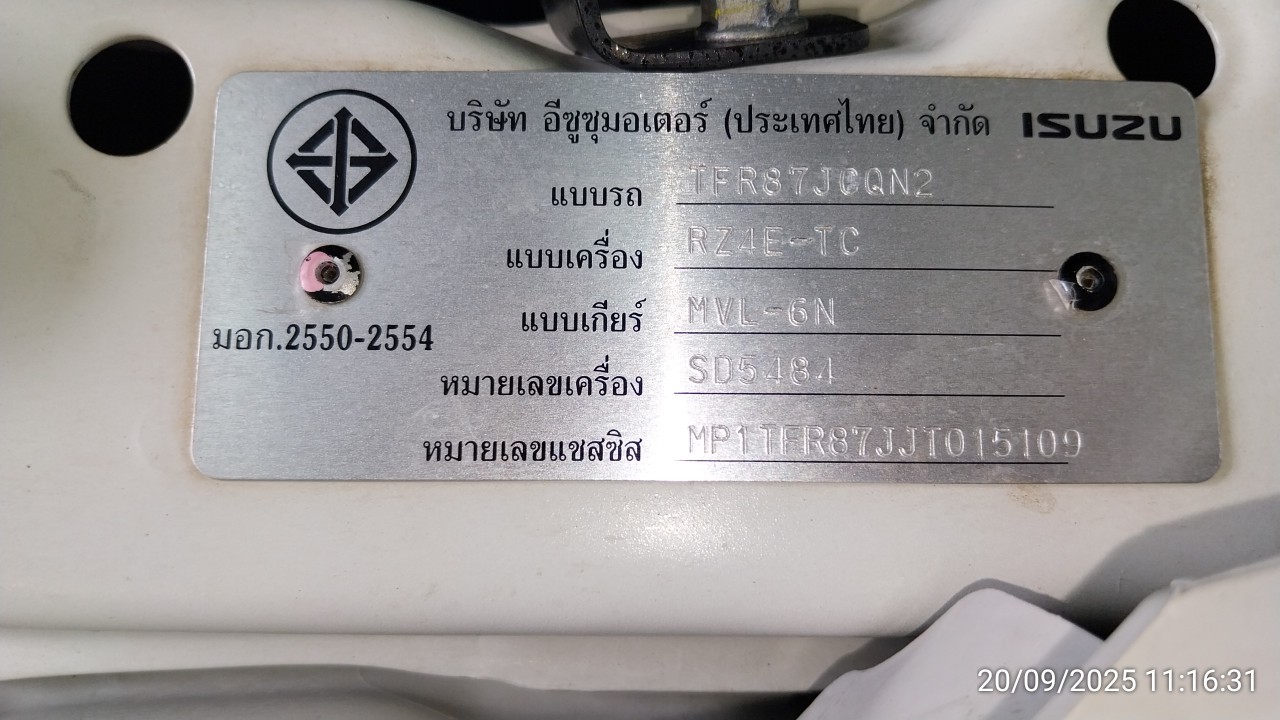 บริษัท อีซูซุมอเตอร์ (ประเทศไทย) จำกัด ISUZU
แบบรถ TFR87JCQN2
แบบเครื่อง RZ4E-TC
แบบเกียร์ MVL-6N
มอก.2550-2554
หมายเลขเครื่อง SD5484
หมายเลขแชสซิส MP1TFR87JJT015109
20/09/2025 11:16:31